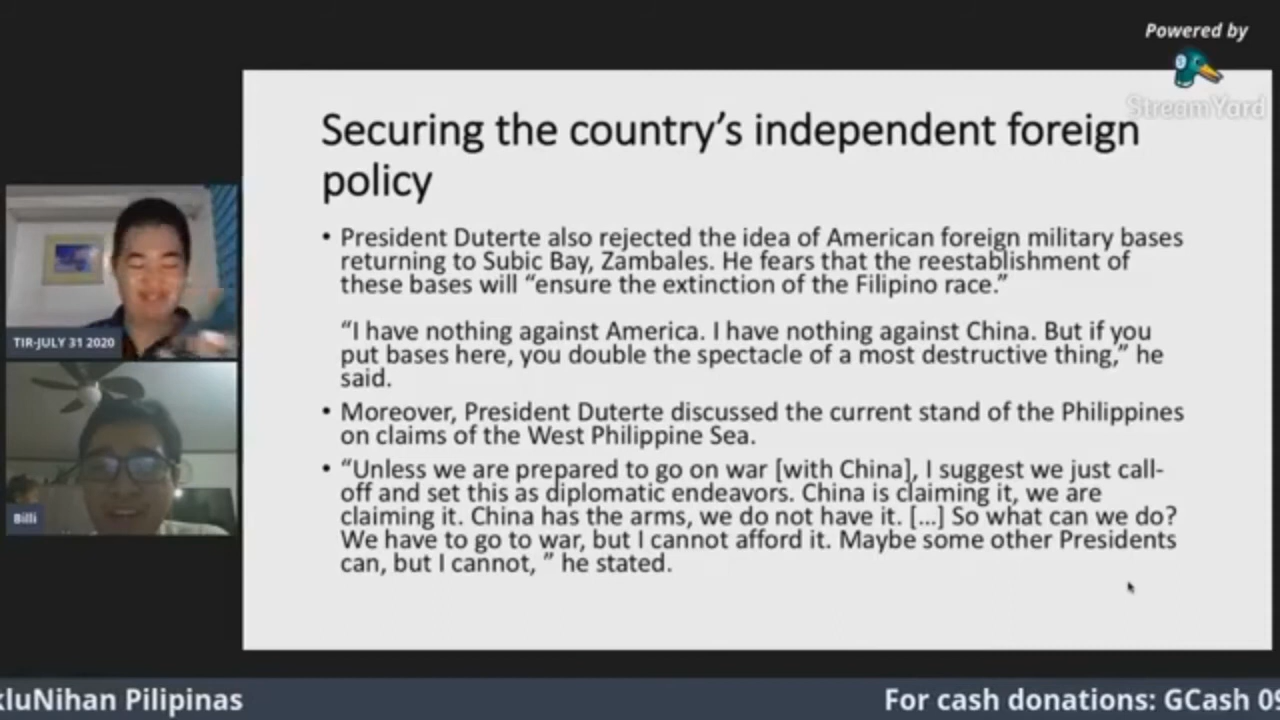 Powered by
StreamYard
Securing the country’s independent foreign
policy
• President Duterte also rejected the idea of American foreign military bases
returning to Subic Bay, Zambales. He fears that the reestablishment of
these bases will “ensure the extinction of the Filipino race.”
“I have nothing against America. I have nothing against China. But if you
put bases here, you double the spectacle of a most destructive thing,” he
said.
• Moreover, President Duterte discussed the current stand of the Philippines
on claims of the West Philippine Sea.
• “Unless we are prepared to go on war [with China], I suggest we just call-
off and set this as diplomatic endeavors. China is claiming it, we are
claiming it. China has the arms, we do not have it. [...] So what can we do?
We have to go to war, but I cannot afford it. Maybe some other Presidents
can, but I cannot, ” he stated.
TIR-JULY 31 2020
Billi
luNihan Pilipinas
For cash donations: GCash 09